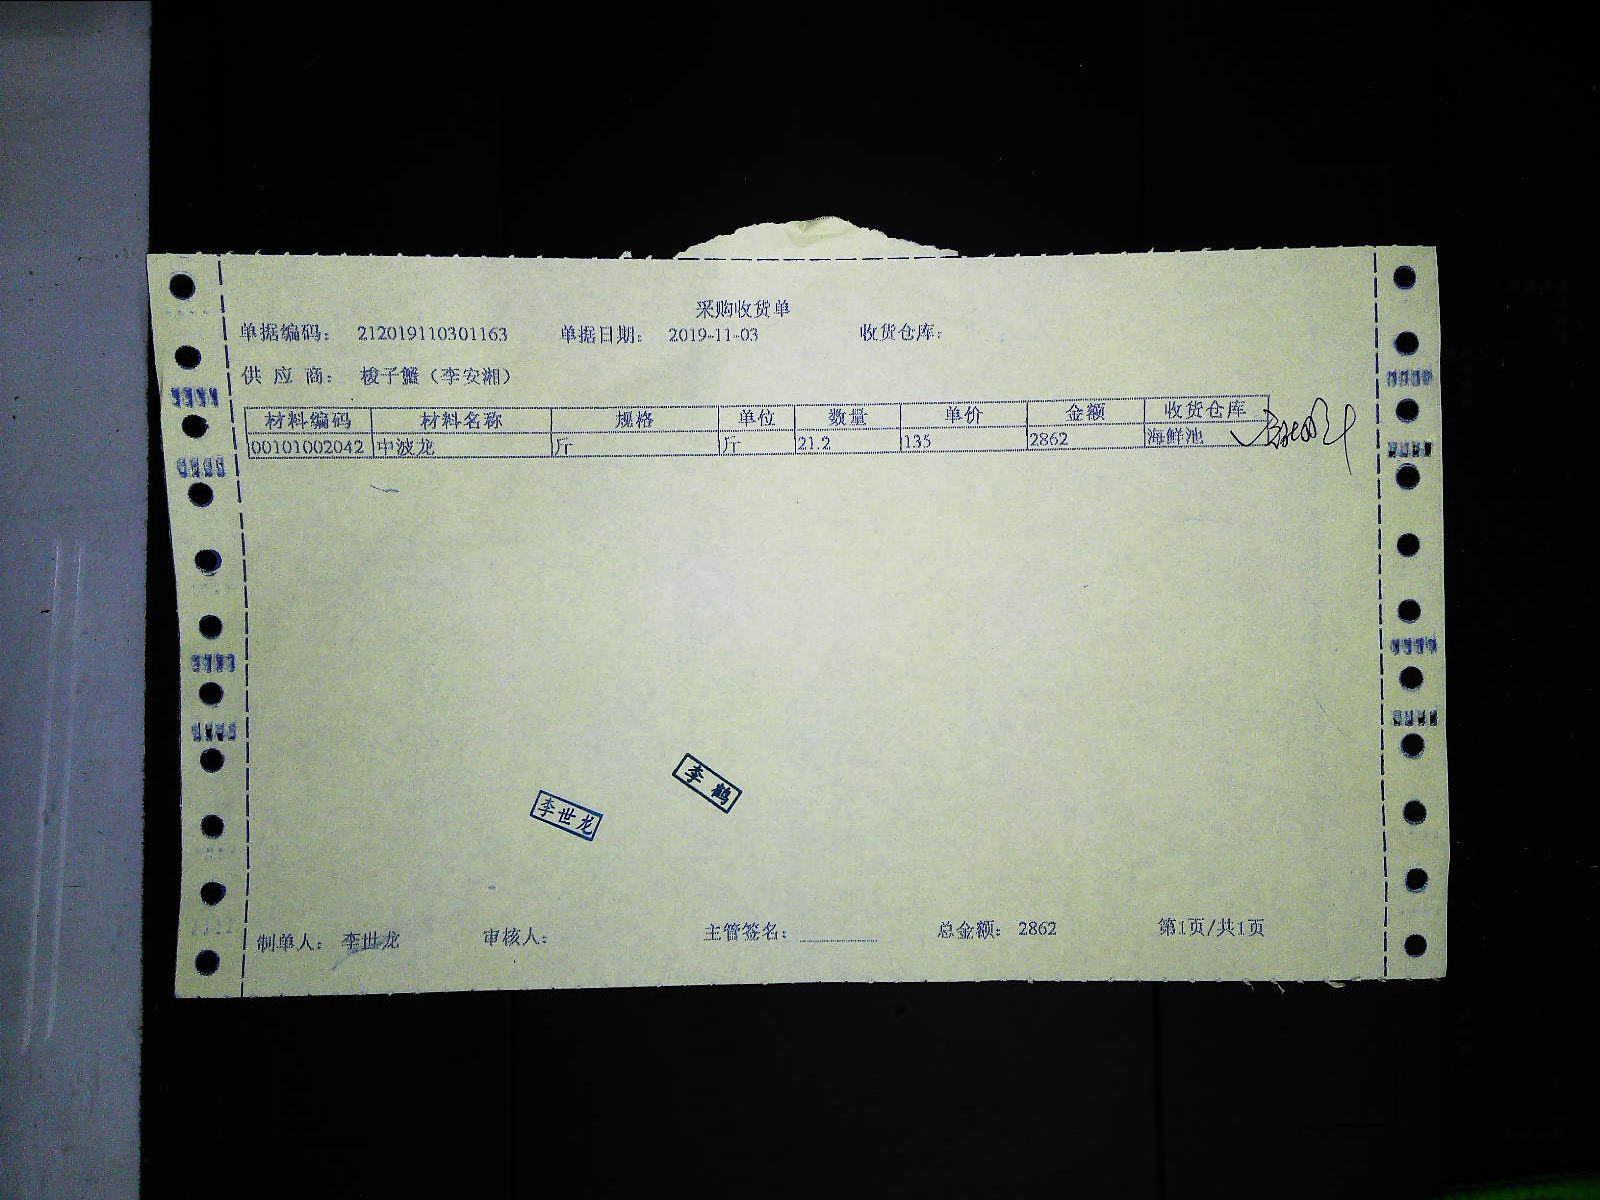 采购收货单
单据编码: 212019110301163 单据日期: 2019-11-03 收货仓库:
供 应 商: 梭子蟹 (李安湘)
材料编码 材料名称 规格 单位 数量 单价 金额 收货仓库
00101002042 中波龙 斤 斤 21.2 135 2862 海鲜池
李鹤
李世龙
制单人: 李世龙 审核人: 主管签名: 总金额: 2862 第1页/共1页